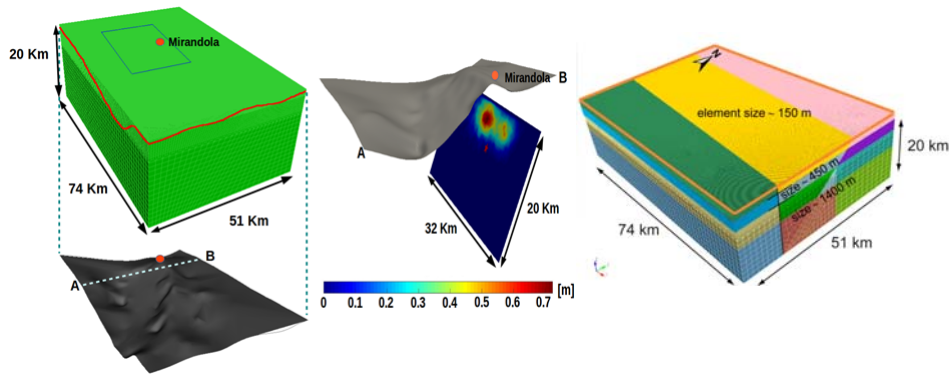 20 Km
Mirandola
74 Km
51 Km
A
B
Mirandola
B
A
32 Km
20 Km
[m]
0
0.1
0.2
0.3
0.4
0.5
0.6
0.7
N
element size ~ 150 m
size ~ 450 m
size ~ 1400 m
20 km
74 km
51 km